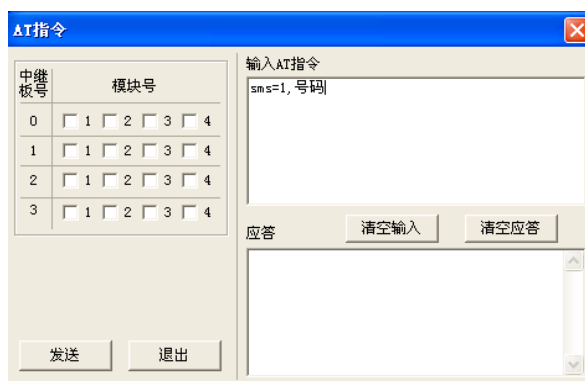 AT指令
中继板号 模块号
0 1 2 3 4
1 1 2 3 4
2 1 2 3 4
3 1 2 3 4
发送 退出
输入AT指令
sms=1,号码
应答 清空输入 清空应答